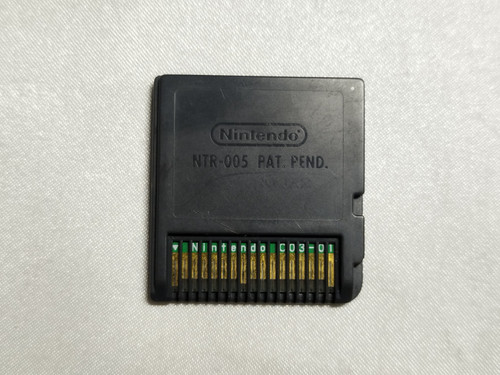 Nintendo
NTR-005 PAT. PEND.
▼ Nintendo C03-01